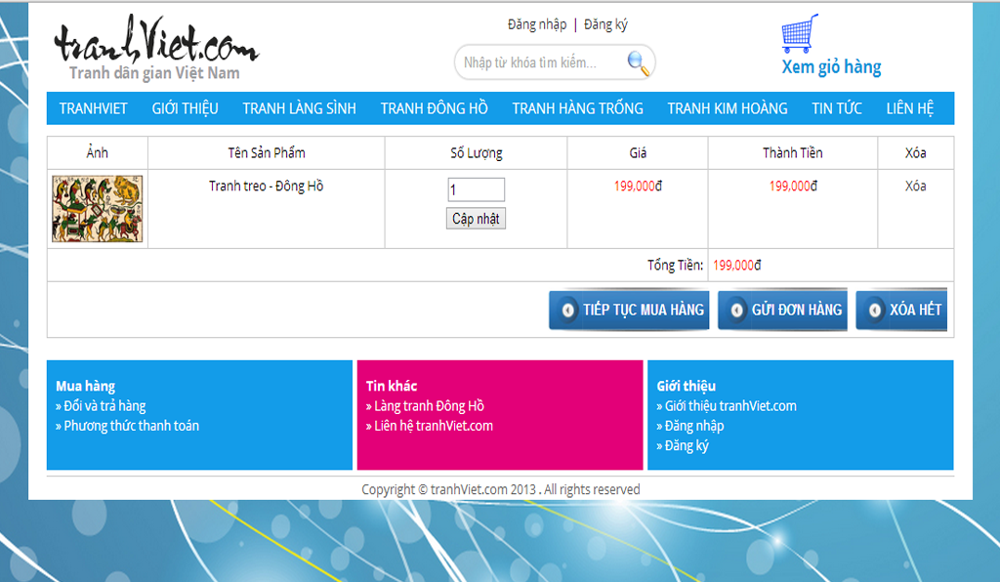 tranhViet.com
Tranh dân gian Việt Nam
Đăng nhập | Đăng ký
Nhập từ khóa tìm kiếm...
Xem giỏ hàng
TRANHVIET GIỚI THIỆU TRANH LÀNG SÌNH TRANH ĐÔNG HỒ TRANH HÀNG TRỐNG TRANH KIM HOÀNG TIN TỨC LIÊN HỆ
Ảnh Tên Sản Phẩm Số Lượng Giá Thành Tiền Xóa
Tranh treo - Đông Hồ 1 199,000đ 199,000đ Xóa
Cập nhật
Tổng Tiền: 199,000đ
TIẾP TỤC MUA HÀNG GỬI ĐƠN HÀNG XÓA HẾT
Mua hàng
» Đổi và trả hàng
» Phương thức thanh toán
Tin khác
» Làng tranh Đông Hồ
» Liên hệ tranhViet.com
Giới thiệu
» Giới thiệu tranhViet.com
» Đăng nhập
» Đăng ký
Copyright © tranhViet.com 2013 . All rights reserved